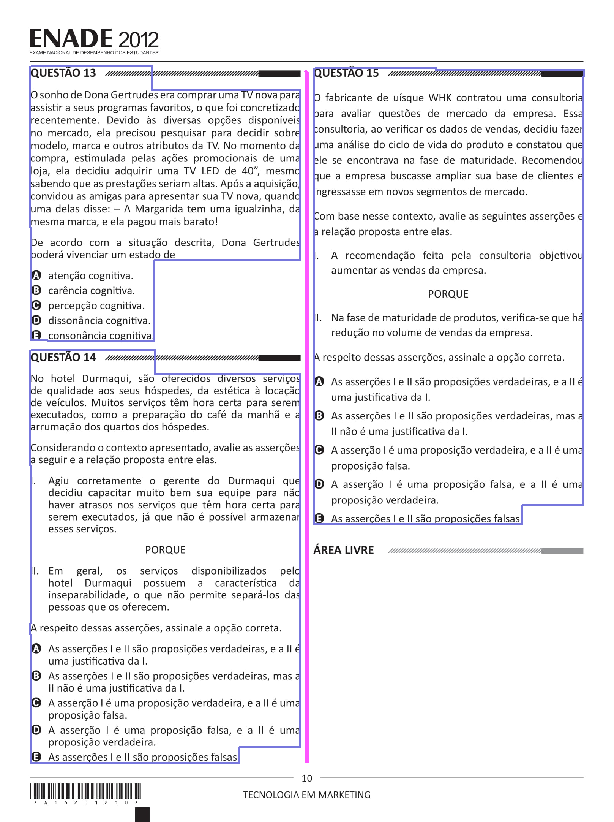 ENADE 2012
EXAME NACIONAL DE DESEMPENHO DOS ESTUDANTES
QUESTÃO 13
O sonho de Dona Gertrudes era comprar uma TV nova para
assistir a seus programas favoritos, o que foi concretizado
recentemente. Devido às diversas opções disponíveis
no mercado, ela precisou pesquisar para decidir sobre
modelo, marca e outros atributos da TV. No momento da
compra, estimulada pelas ações promocionais de uma
loja, ela decidiu adquirir uma TV LED de 40”, mesmo
sabendo que as prestações seriam altas. Após a aquisição,
convidou as amigas para apresentar sua TV nova, quando
uma delas disse: – A Margarida tem uma igualzinha, da
mesma marca, e ela pagou mais barato!
De acordo com a situação descrita, Dona Gertrudes
poderá vivenciar um estado de
A atenção cognitiva.
B carência cognitiva.
C percepção cognitiva.
D dissonância cognitiva.
E consonância cognitiva
QUESTÃO 14
No hotel Durmaqui, são oferecidos diversos serviços
de qualidade aos seus hóspedes, da estética à locação
de veículos. Muitos serviços têm hora certa para serem
executados, como a preparação do café da manhã e a
arrumação dos quartos dos hóspedes.
Considerando o contexto apresentado, avalie as asserções
a seguir e a relação proposta entre elas.
I. Agiu corretamente o gerente do Durmaqui que
decidiu capacitar muito bem sua equipe para não
haver atrasos nos serviços que têm hora certa para
serem executados, já que não é possível armazenar
esses serviços.
PORQUE
II. Em geral, os serviços disponibilizados pelo
hotel Durmaqui possuem a característica da
inseparabilidade, o que não permite separá-los das
pessoas que os oferecem.
A respeito dessas asserções, assinale a opção correta.
A As asserções I e II são proposições verdadeiras, e a II é
uma justificativa da I.
B As asserções I e II são proposições verdadeiras, mas a
II não é uma justificativa da I.
C A asserção I é uma proposição verdadeira, e a II é uma
proposição falsa.
D A asserção I é uma proposição falsa, e a II é uma
proposição verdadeira.
E As asserções I e II são proposições falsas
QUESTÃO 15
O fabricante de uísque WHK contratou uma consultoria
para avaliar questões de mercado da empresa. Essa
consultoria, ao verificar os dados de vendas, decidiu fazer
uma análise do ciclo de vida do produto e constatou que
ele se encontrava na fase de maturidade. Recomendou
que a empresa buscasse ampliar sua base de clientes e
ingressasse em novos segmentos de mercado.
Com base nesse contexto, avalie as seguintes asserções e
a relação proposta entre elas.
I. A recomendação feita pela consultoria objetivou
aumentar as vendas da empresa.
PORQUE
II. Na fase de maturidade de produtos, verifica-se que há
redução no volume de vendas da empresa.
A respeito dessas asserções, assinale a opção correta.
A As asserções I e II são proposições verdadeiras, e a II é
uma justificativa da I.
B As asserções I e II são proposições verdadeiras, mas a
II não é uma justificativa da I.
C A asserção I é uma proposição verdadeira, e a II é uma
proposição falsa.
D A asserção I é uma proposição falsa, e a II é uma
proposição verdadeira.
E As asserções I e II são proposições falsas
ÁREA LIVRE
10
TECNOLOGIA EM MARKETING